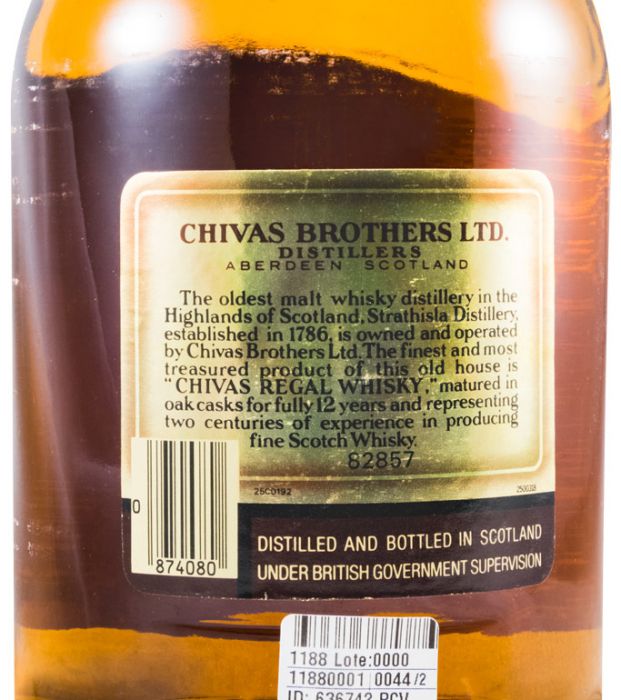 CHIVAS BROTHERS LTD.
DISTILLERS
ABERDEEN SCOTLAND
The oldest malt whisky distillery in the
Highlands of Scotland, Strathisla Distillery,
established in 1786, is owned and operated
by Chivas Brothers Ltd. The finest and most
treasured product of this old house is
"CHIVAS REGAL WHISKY," matured in
oak casks for fully 12 years and representing
two centuries of experience in producing
fine Scotch Whisky.
82857
25C0192
0
874080
DISTILLED AND BOTTLED IN SCOTLAND
UNDER BRITISH GOVERNMENT SUPERVISION
1188 Lote:0000
11880001 0044/2
ID: 636742 PCV